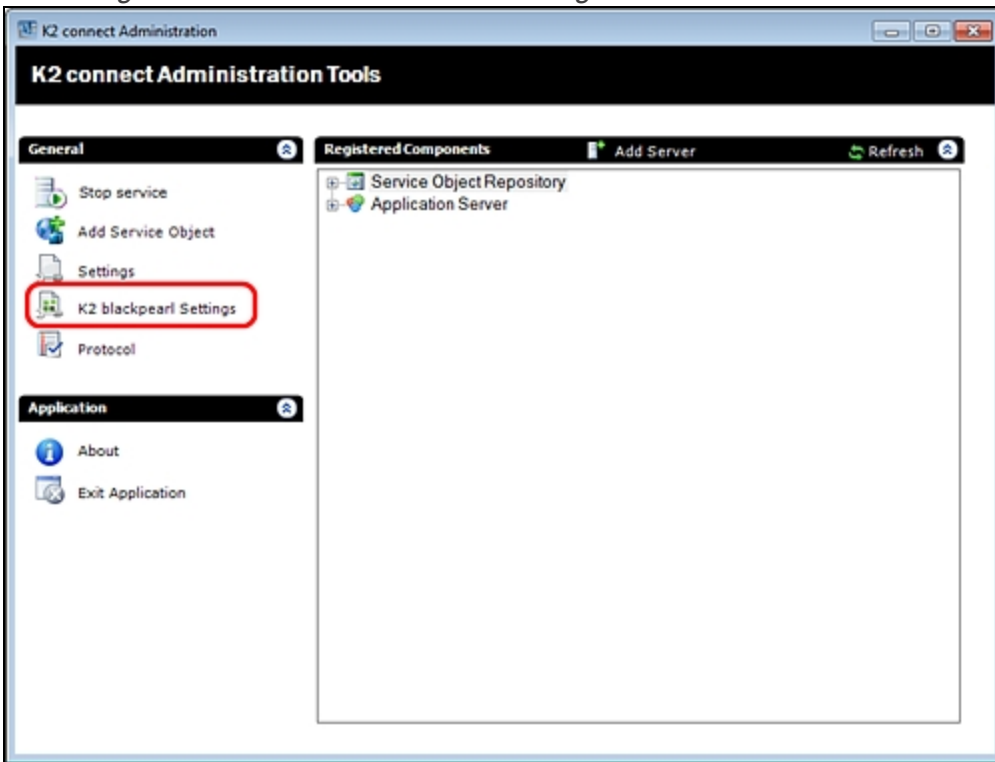 K2 connect Administration
K2 connect Administration Tools
General
Stop service
Add Service Object
Settings
K2 blackpearl Settings
Protocol
Application
About
Exit Application
Registered Components Add Server Refresh
Service Object Repository
Application Server